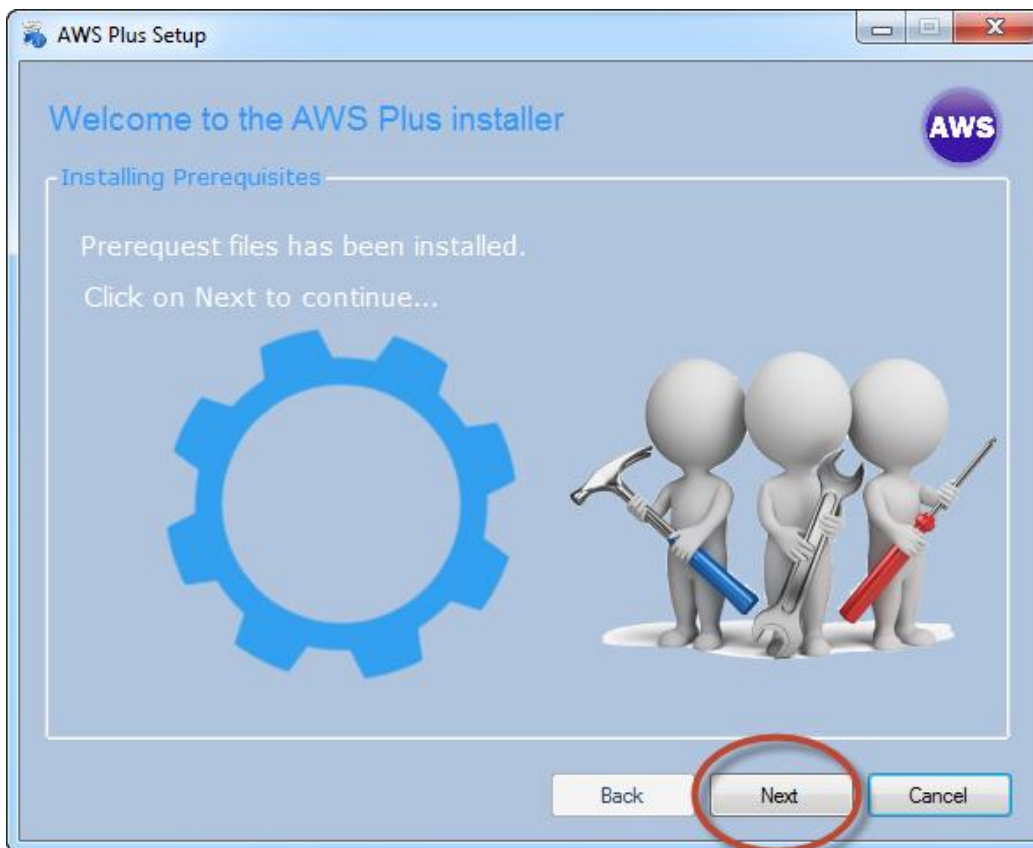 AWS Plus Setup
Welcome to the AWS Plus installer
AWS
Installing Prerequisites
Prerequest files has been installed.
Click on Next to continue...
Back
Next
Cancel